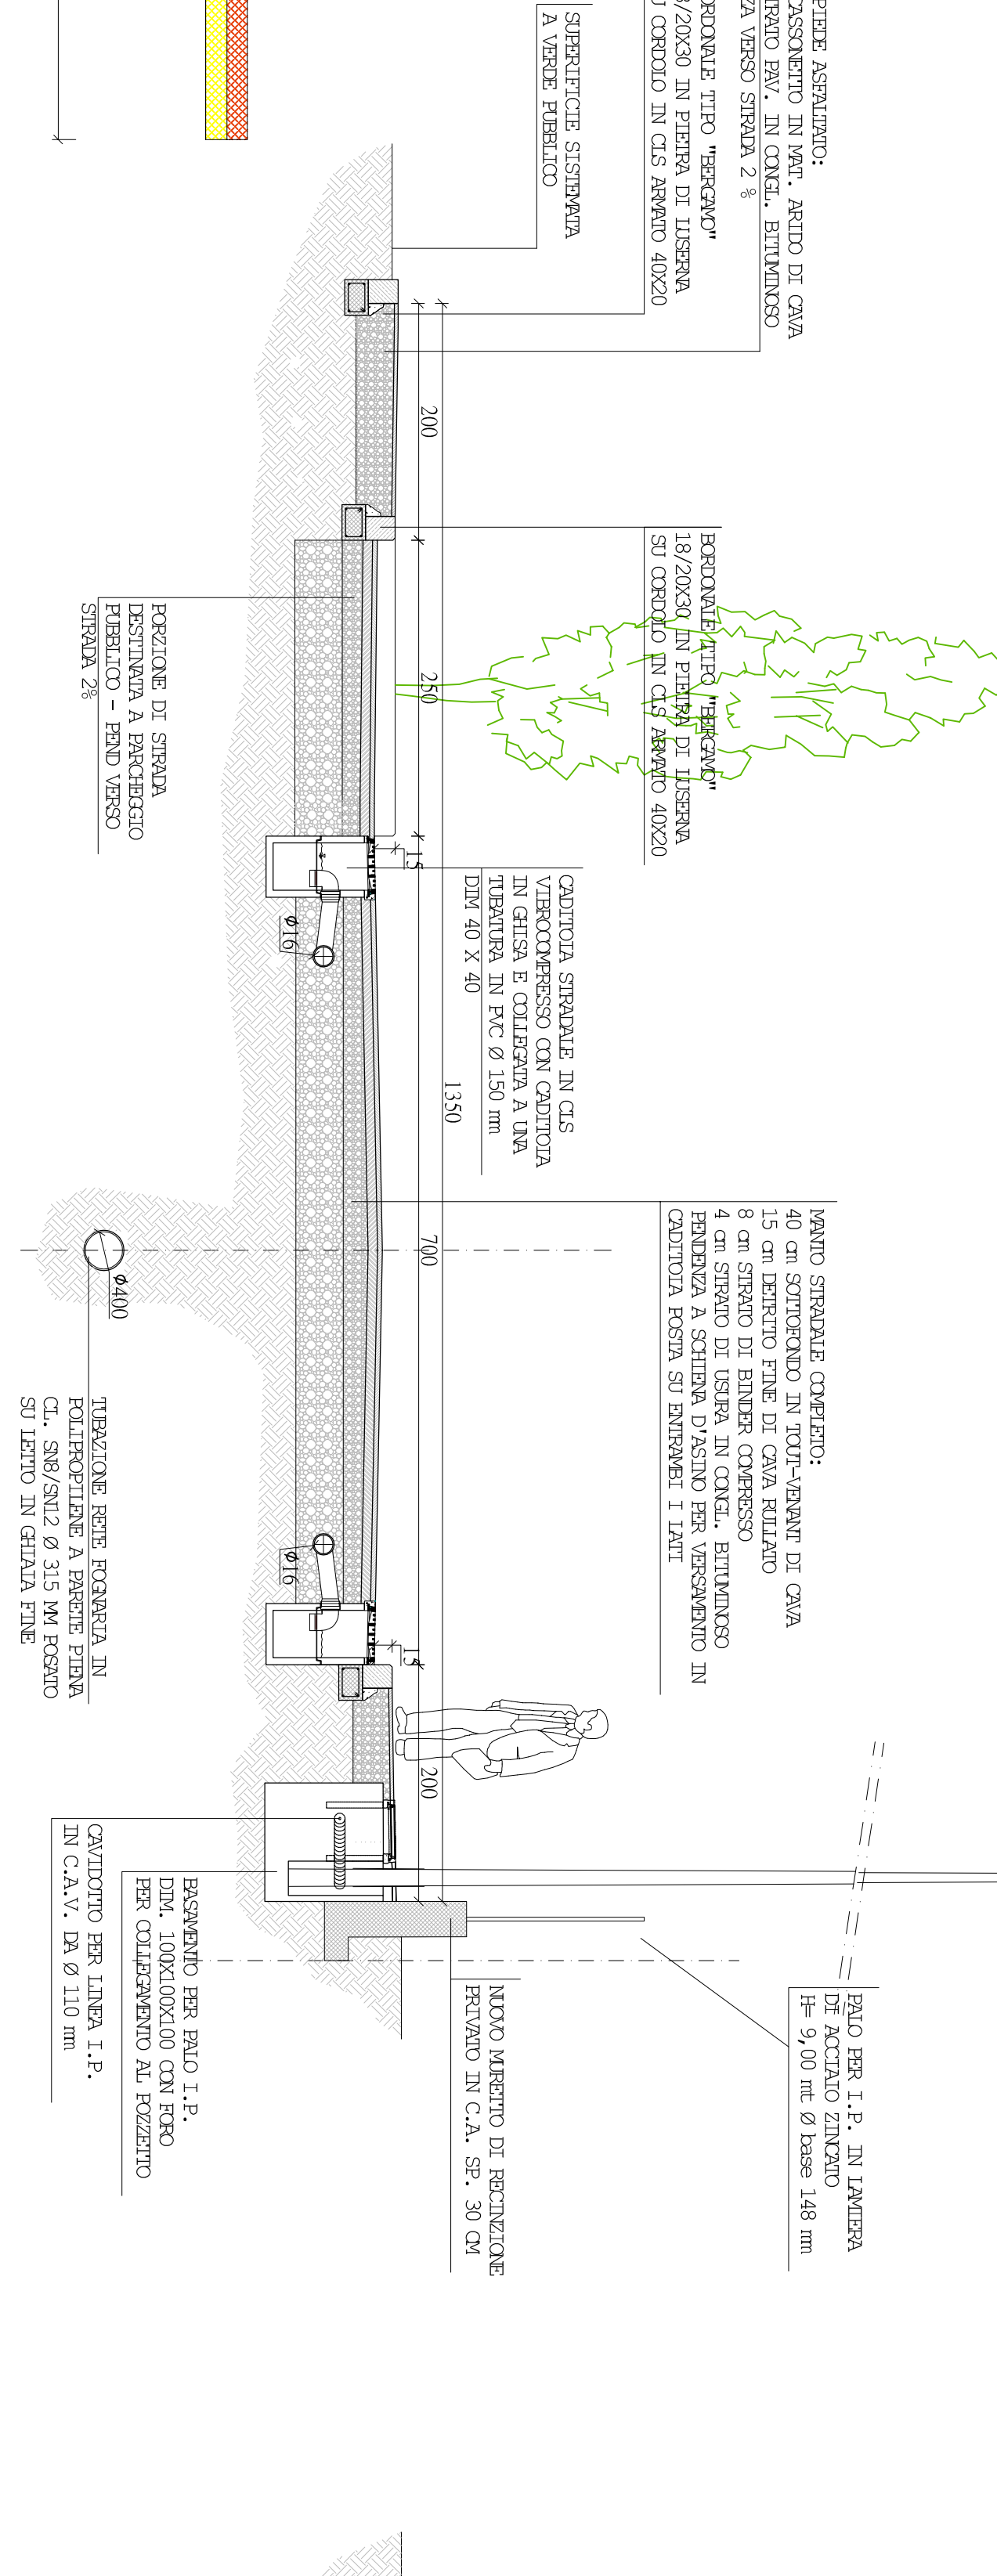 PIEDE ASFALTATO:
CASSONETTO IN MAT. ARIDO DI CAVA
TRATO PAV. IN CONGL. BITUMINOSO
ZA VERSO STRADA 2 %
ORDONALE TIPO "BERGAMO"
8/20X30 IN PIETRA DI LUSERNA
U CORDOLO IN CLS ARMATO 40X20
SUPERIFICIE SISTEMATA
A VERDE PUBBLICO
BORDONALE TIPO "BERGAMO"
18/20X30 IN PIETRA DI LUSERNA
SU CORDOLO IN CLS ARMATO 40X20
CADITOIA STRADALE IN CLS
VIBROCOMPRESSO CON CADITOIA
IN GHISA E COLLEGATA A UNA
TUBATURA IN PVC Ø 150 mm
DIM 40 X 40
MANTO STRADALE COMPLETO:
40 cm SOTTOFONDO IN TOUT-VENANT DI CAVA
15 cm DETRITO FINE DI CAVA RULLATO
8 cm STRATO DI BINDER COMPRESSO
4 cm STRATO DI USURA IN CONGL. BITUMINOSO
PENDENZA A SCHIENA D'ASINO PER VERSAMENTO IN
CADITOIA POSTA SU ENTRAMBI I LATI
PALO PER I.P. IN LAMIERA
DI ACCIAIO ZINCATO
H= 9,00 mt Ø base 148 mm
NUOVO MURETTO DI RECINZIONE
PRIVATO IN C.A. SP. 30 CM
1350
200
250
700
200
15
15
Ø16
Ø16
Ø400
PORZIONE DI STRADA
DESTINATA A PARCHEGGIO
PUBBLICO - PEND VERSO
STRADA 2%
TUBAZIONE RETE FOGNARIA IN
POLIPROPILENE A PARETE PIENA
CL. SN8/SN12 Ø 315 MM POSATO
SU LETTO IN GHIAIA FINE
BASAMENTO PER PALO I.P.
DIM. 100X100X100 CON FORO
PER COLLEGAMENTO AL POZZETTO
CAVIDOTTO PER LINEA I.P.
IN C.A.V. DA Ø 110 mm